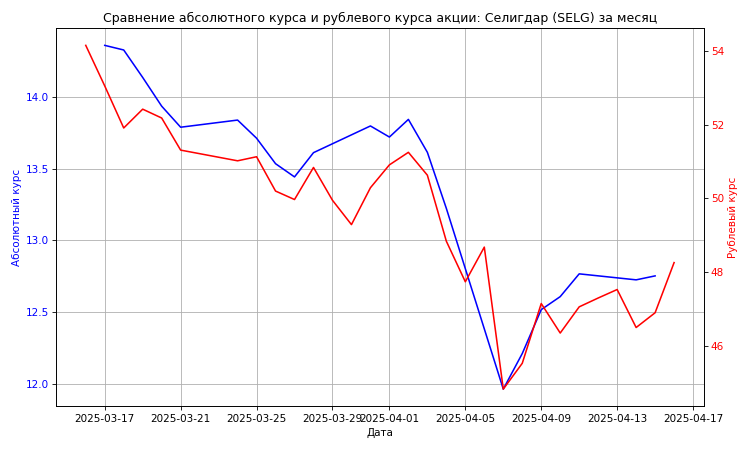 Сравнение абсолютного курса и рублевого курса акции: Селигдар (SELG) за месяц
Абсолютный курс
14.0
13.5
13.0
12.5
12.0
54
52
50
48
46
Рублевый курс
2025-03-17 2025-03-21 2025-03-25 2025-03-29 2025-04-01 2025-04-05 2025-04-09 2025-04-13 2025-04-17
Дата